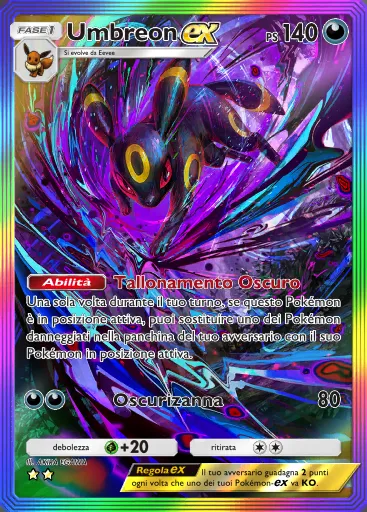 FASE 1 Umbreon ex PS 140
Si evolve da Eevee
Abilità Tallonamento Oscuro
Una sola volta durante il tuo turno, se questo Pokémon
è in posizione attiva, puoi sostituire uno dei Pokémon
danneggiati nella panchina del tuo avversario con il suo
Pokémon in posizione attiva.
Oscurizanna 80
debolezza +20 ritirata
Ill. AKIRA EGAWA
Regola ex Il tuo avversario guadagna 2 punti
ogni volta che uno dei tuoi Pokémon-ex va KO.